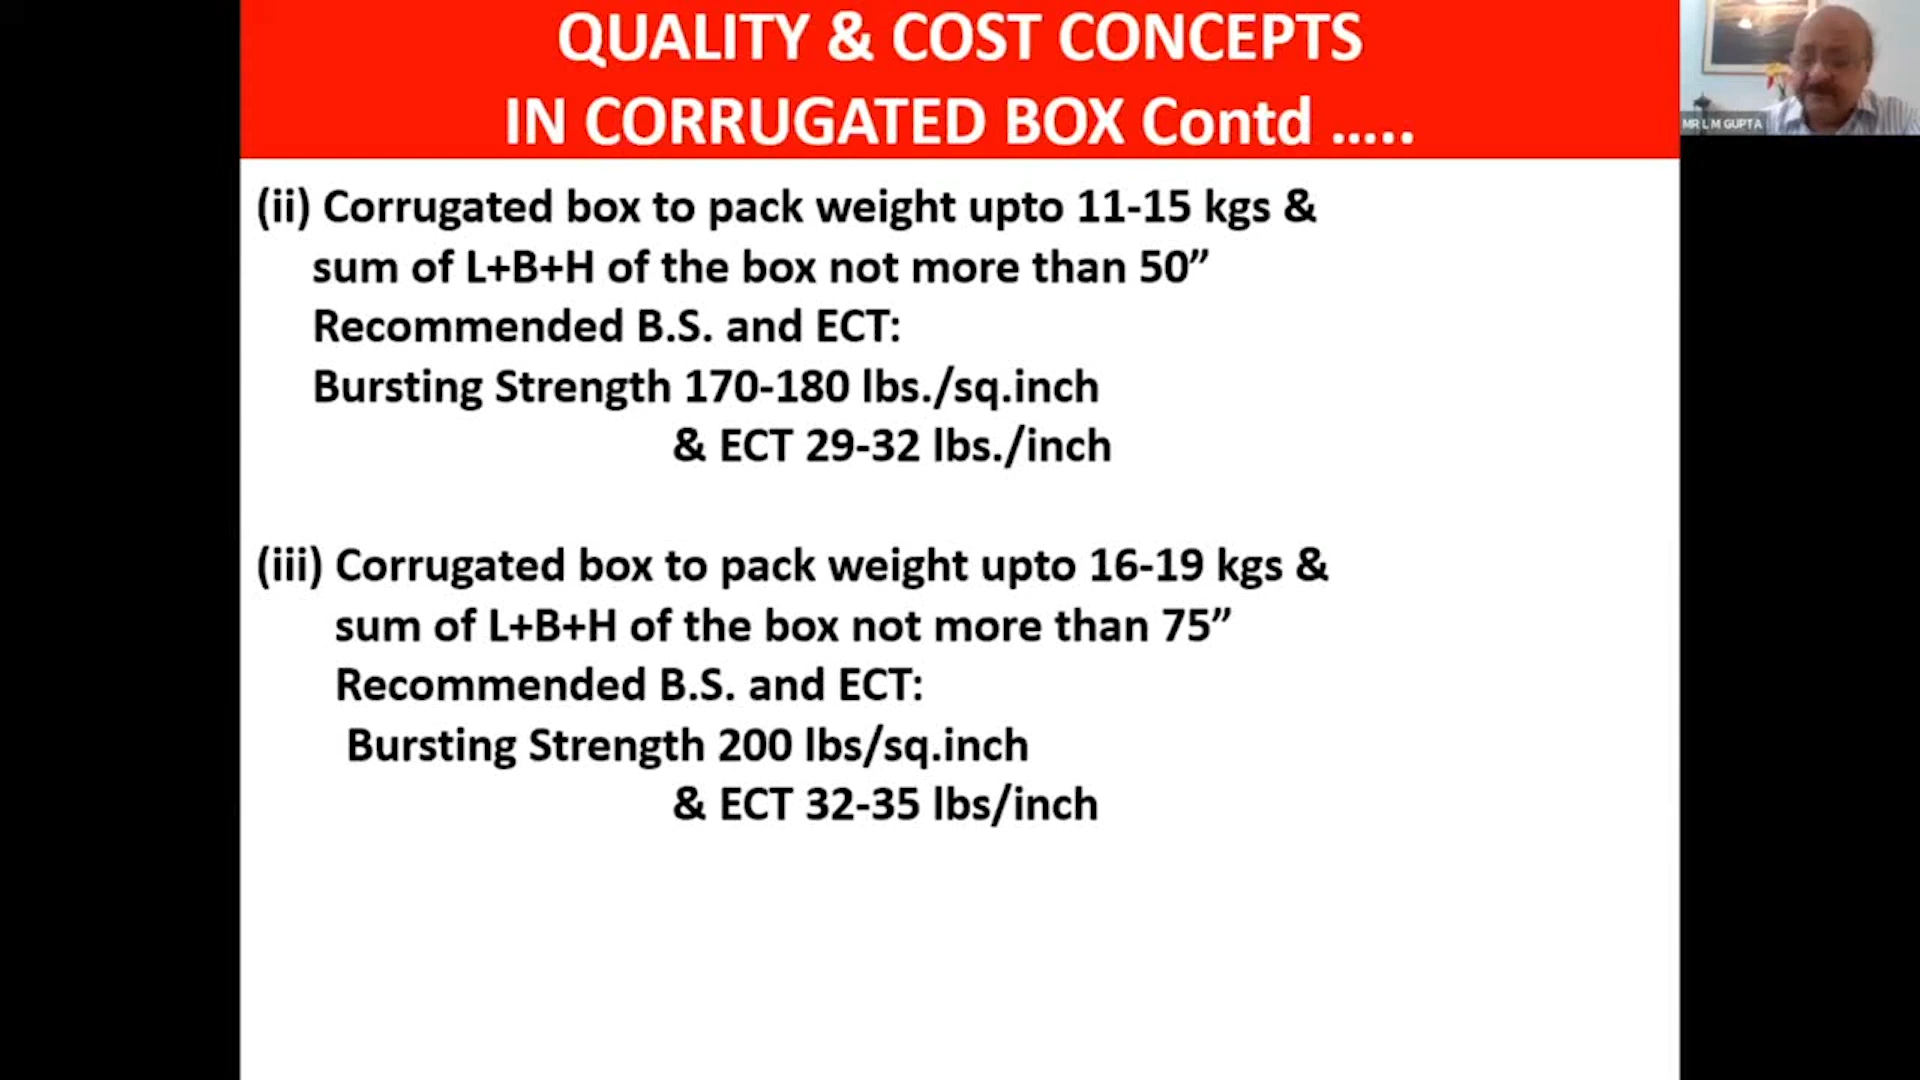 QUALITY & COST CONCEPTS
IN CORRUGATED BOX Contd .....
MR L M GUPTA
(ii) Corrugated box to pack weight upto 11-15 kgs &
sum of L+B+H of the box not more than 50”
Recommended B.S. and ECT:
Bursting Strength 170-180 lbs./sq.inch
& ECT 29-32 lbs./inch
(iii) Corrugated box to pack weight upto 16-19 kgs &
sum of L+B+H of the box not more than 75”
Recommended B.S. and ECT:
Bursting Strength 200 lbs/sq.inch
& ECT 32-35 lbs/inch